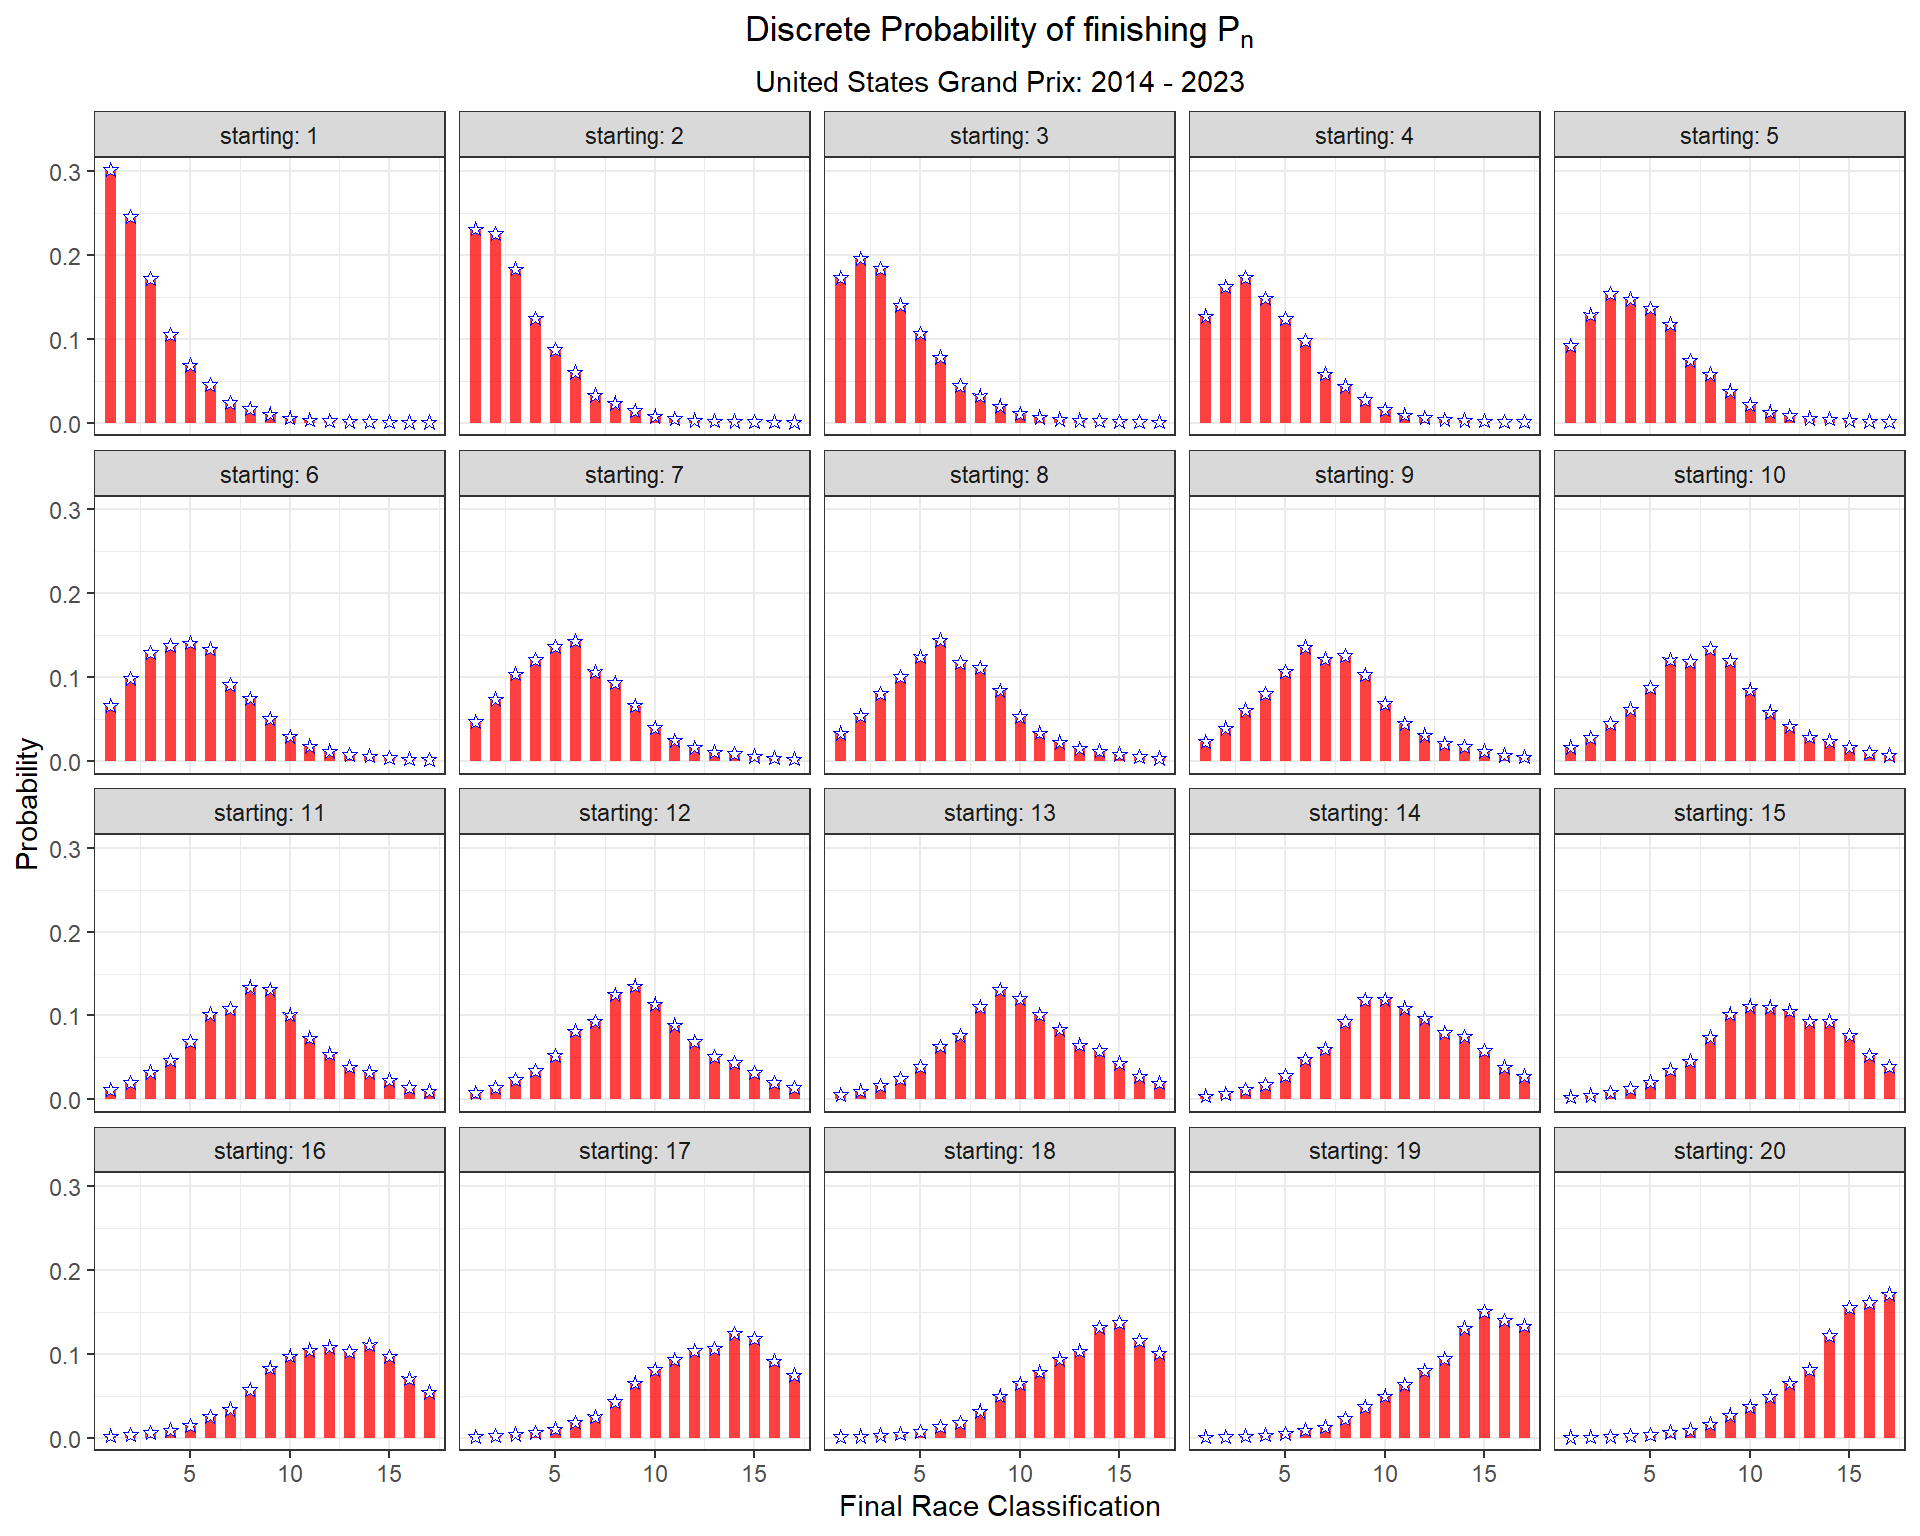 Discrete Probability of finishing Pn
United States Grand Prix: 2014 - 2023
starting: 1
starting: 2
starting: 3
starting: 4
starting: 5
0.3
0.2
0.1
0.0
starting: 6
starting: 7
starting: 8
starting: 9
starting: 10
0.3
0.2
0.1
0.0
Probability
starting: 11
starting: 12
starting: 13
starting: 14
starting: 15
0.3
0.2
0.1
0.0
starting: 16
starting: 17
starting: 18
starting: 19
starting: 20
0.3
0.2
0.1
0.0
5 10 15
5 10 15
5 10 15
5 10 15
5 10 15
Final Race Classification